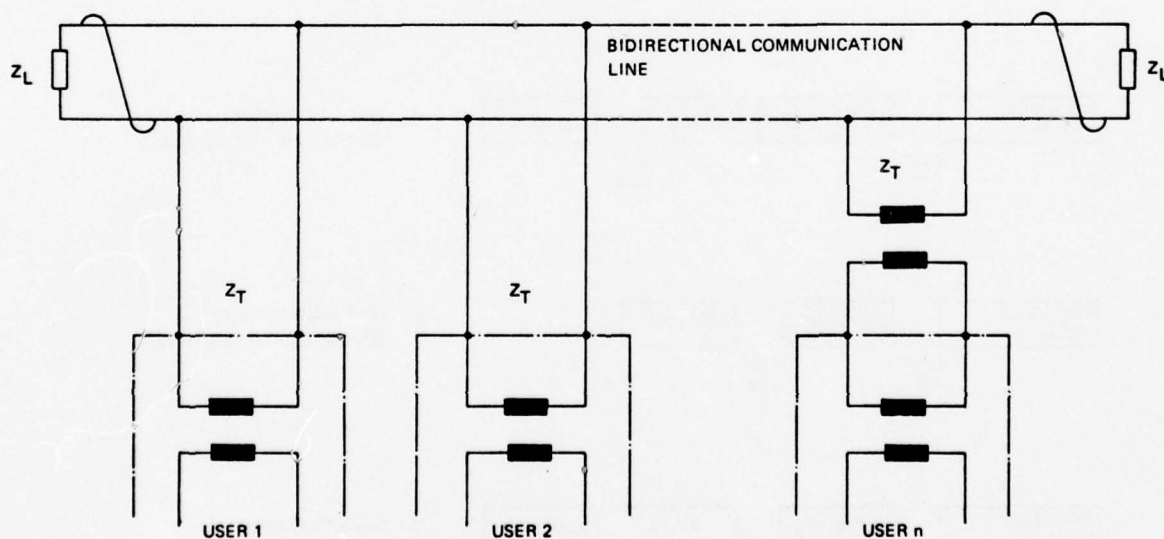 BIDIRECTIONAL COMMUNICATION
LINE
Z_L
Z_L
Z_T
Z_T
Z_T
USER 1
USER 2
USER n